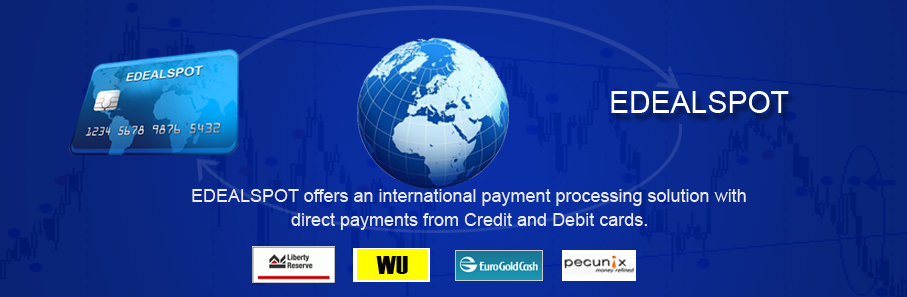 EDEALSPOT
1234 5678 9876 5432
EDEALSPOT
EDEALSPOT offers an international payment processing solution with
direct payments from Credit and Debit cards.
Liberty
Reserve
WU
EuroGoldCash
pecunix
money refined